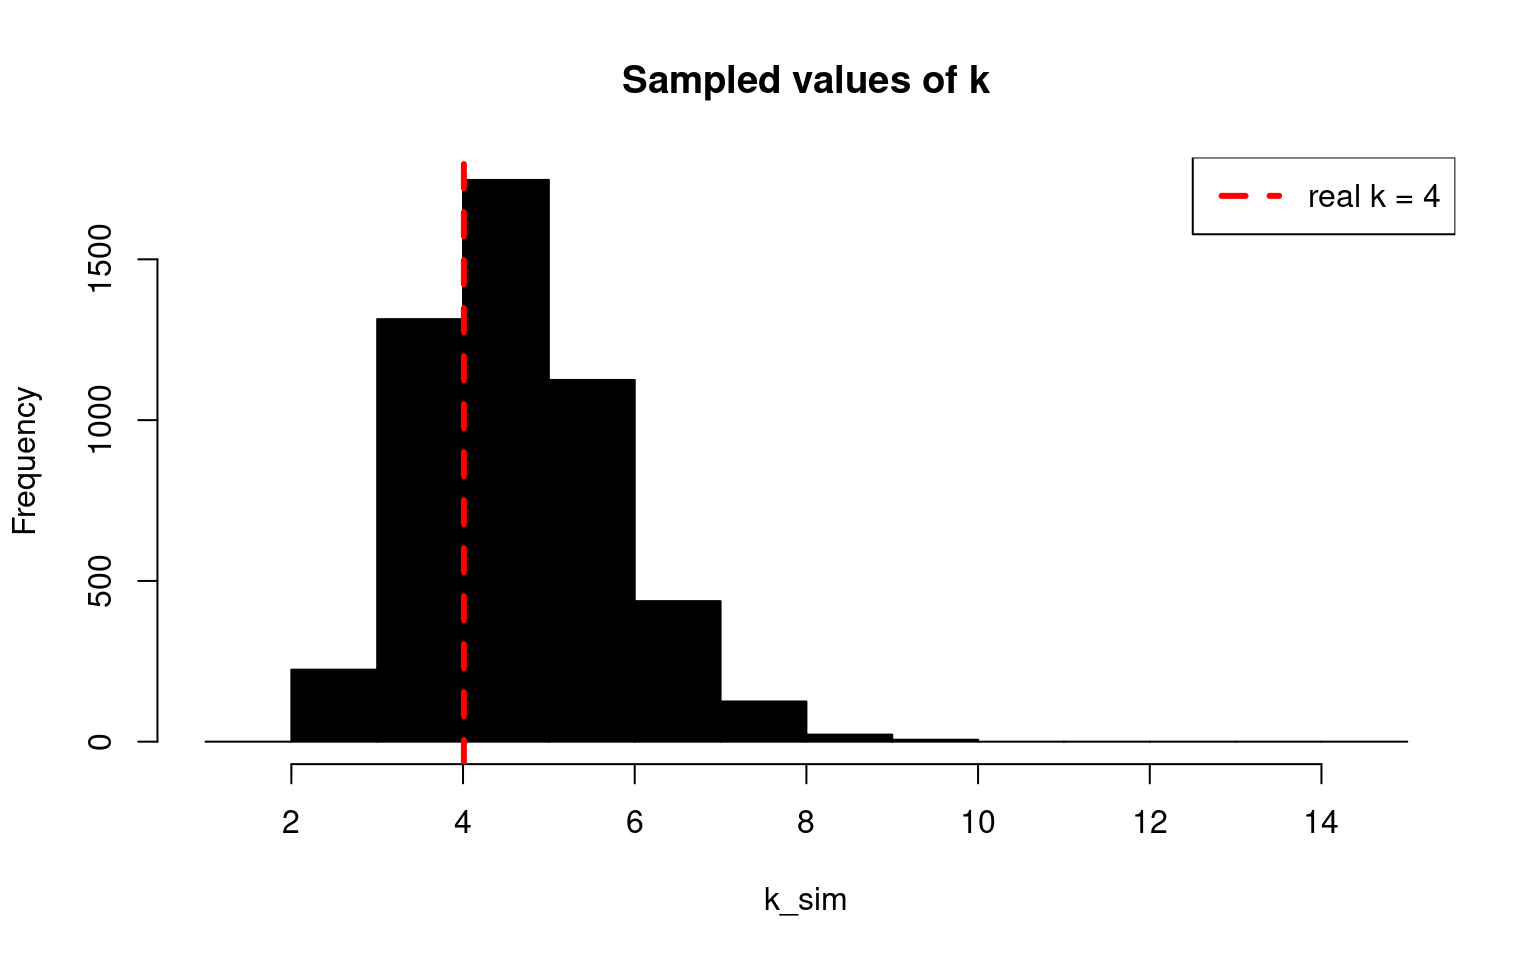 Sampled values of k
real k = 4
Frequency
1500
1000
500
0
2 4 6 8 10 12 14
k_sim